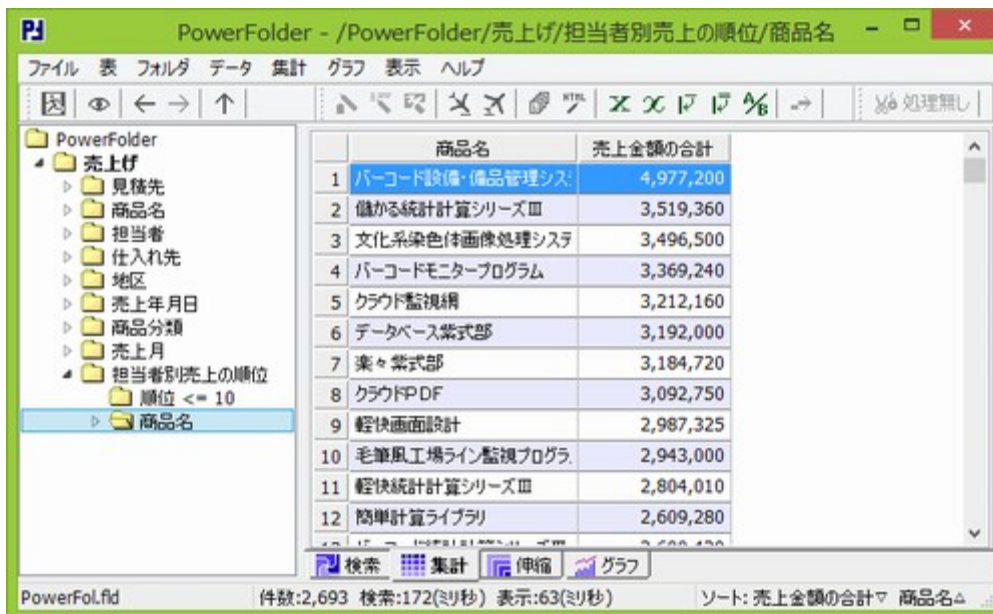 PowerFolder - /PowerFolder/売上げ/担当者別売上の順位/商品名
ファイル 表 フォルダ データ 集計 グラフ 表示 ヘルプ
処理無し
PowerFolder
売上げ
見積先
商品名
担当者
仕入れ先
地区
売上年月日
商品分類
売上月
担当者別売上の順位
順位 <= 10
商品名
商品名 売上金額の合計
1 バーコード設備・備品管理シス 4,977,200
2 儲かる統計計算シリーズⅢ 3,519,360
3 文化系染色体画像処理システ 3,496,500
4 バーコードモニタープログラム 3,369,240
5 クラウド監視網 3,212,160
6 データベース紫式部 3,192,000
7 楽々紫式部 3,184,720
8 クラウドPDF 3,092,750
9 軽快画面設計 2,987,325
10 毛筆風工場ライン監視プログラ 2,943,000
11 軽快統計計算シリーズⅢ 2,804,010
12 簡単計算ライブラリ 2,609,280
検索 集計 伸縮 グラフ
PowerFol.fld 件数:2,693 検索:172(ミリ秒) 表示:63(ミリ秒) ソート: 売上金額の合計▽ 商品名△